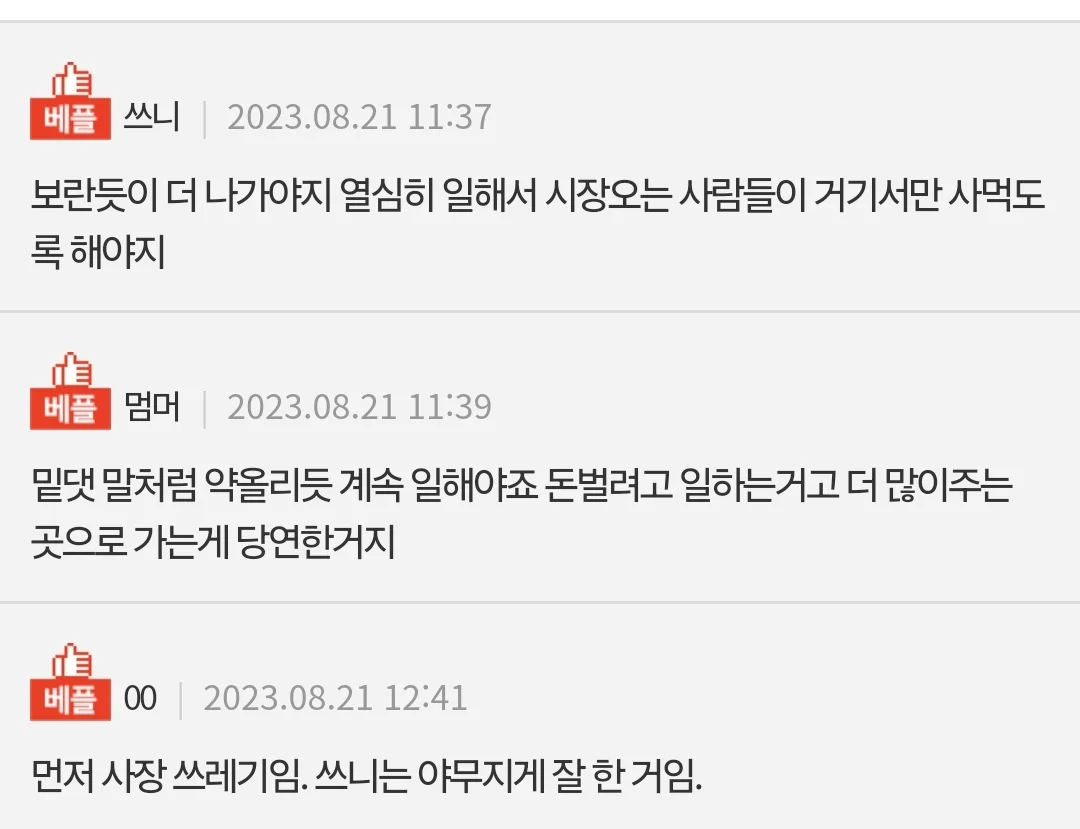 베플 쓰니 | 2023.08.21 11:37
보란듯이 더 나가야지 열심히 일해서 시장오는 사람들이 거기서만 사먹도
록 해야지
베플 멈머 | 2023.08.21 11:39
밑댓 말처럼 약올리듯 계속 일해야죠 돈벌려고 일하는거고 더 많이주는
곳으로 가는게 당연한거지
베플 00 | 2023.08.21 12:41
먼저 사장 쓰레기임. 쓰니는 야무지게 잘 한 거임.